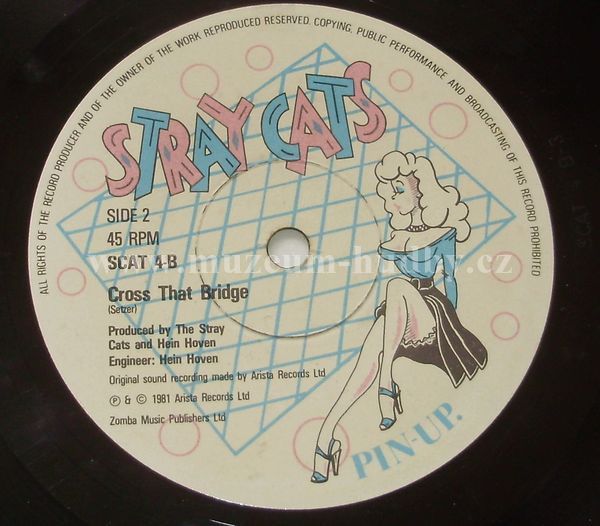 ALL RIGHTS OF THE RECORD PRODUCER AND OF THE OWNER OF THE WORK REPRODUCED RESERVED. COPYING, PUBLIC PERFORMANCE AND BROADCASTING OF THIS RECORD PROHIBITED
STRAY CATS
SIDE 2
45 RPM
SCAT 4-B
www.muzeum-hudby.cz
Cross That Bridge
(Setzer)
Produced by The Stray
Cats and Hein Hoven
Engineer: Hein Hoven
Original sound recording made by Arista Records Ltd
℗ & © 1981 Arista Records Ltd
Zomba Music Publishers Ltd
PIN-UP.